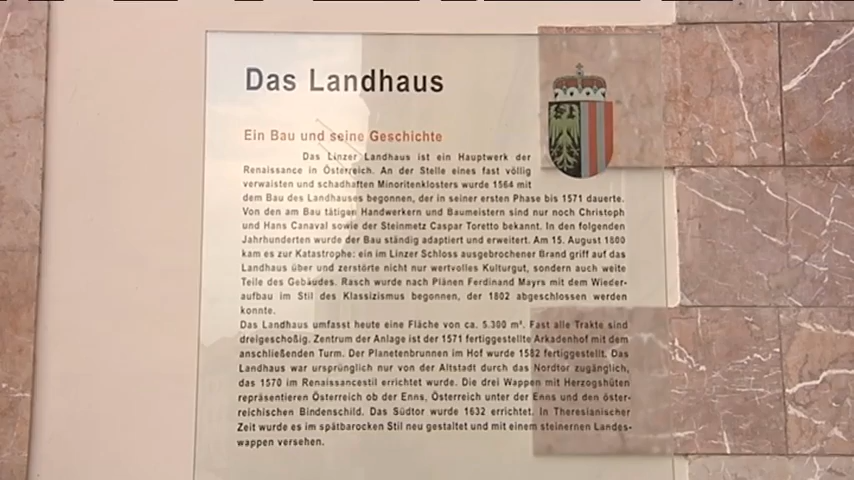 Das Landhaus
Ein Bau und seine Geschichte
Das Linzer Landhaus ist ein Hauptwerk der
Renaissance in Österreich. An der Stelle eines fast völlig
verwaisten und schadhaften Minoritenklosters wurde 1564 mit
dem Bau des Landhauses begonnen, der in seiner ersten Phase bis 1571 dauerte.
Von den am Bau tätigen Handwerkern und Baumeistern sind nur noch Christoph
und Hans Canaval sowie der Steinmetz Caspar Toretto bekannt. In den folgenden
Jahrhunderten wurde der Bau ständig adaptiert und erweitert. Am 15. August 1800
kam es zur Katastrophe: ein im Linzer Schloss ausgebrochener Brand griff auf das
Landhaus über und zerstörte nicht nur wertvolles Kulturgut, sondern auch weite
Teile des Gebäudes. Rasch wurde nach Plänen Ferdinand Mayrs mit dem Wieder-
aufbau im Stil des Klassizismus begonnen, der 1802 abgeschlossen werden
konnte.
Das Landhaus umfasst heute eine Fläche von ca. 5.300 m². Fast alle Trakte sind
dreigeschoßig. Zentrum der Anlage ist der 1571 fertiggestellte Arkadenhof mit dem
anschließenden Turm. Der Planetenbrunnen im Hof wurde 1582 fertiggestellt. Das
Landhaus war ursprünglich nur von der Altstadt durch das Nordtor zugänglich,
das 1570 im Renaissancestil errichtet wurde. Die drei Wappen mit Herzogshüten
repräsentieren Österreich ob der Enns, Österreich unter der Enns und den öster-
reichischen Bindenschild. Das Südtor wurde 1632 errichtet. In Theresianischer
Zeit wurde es im spätbarocken Stil neu gestaltet und mit einem steinernen Landes-
wappen versehen.